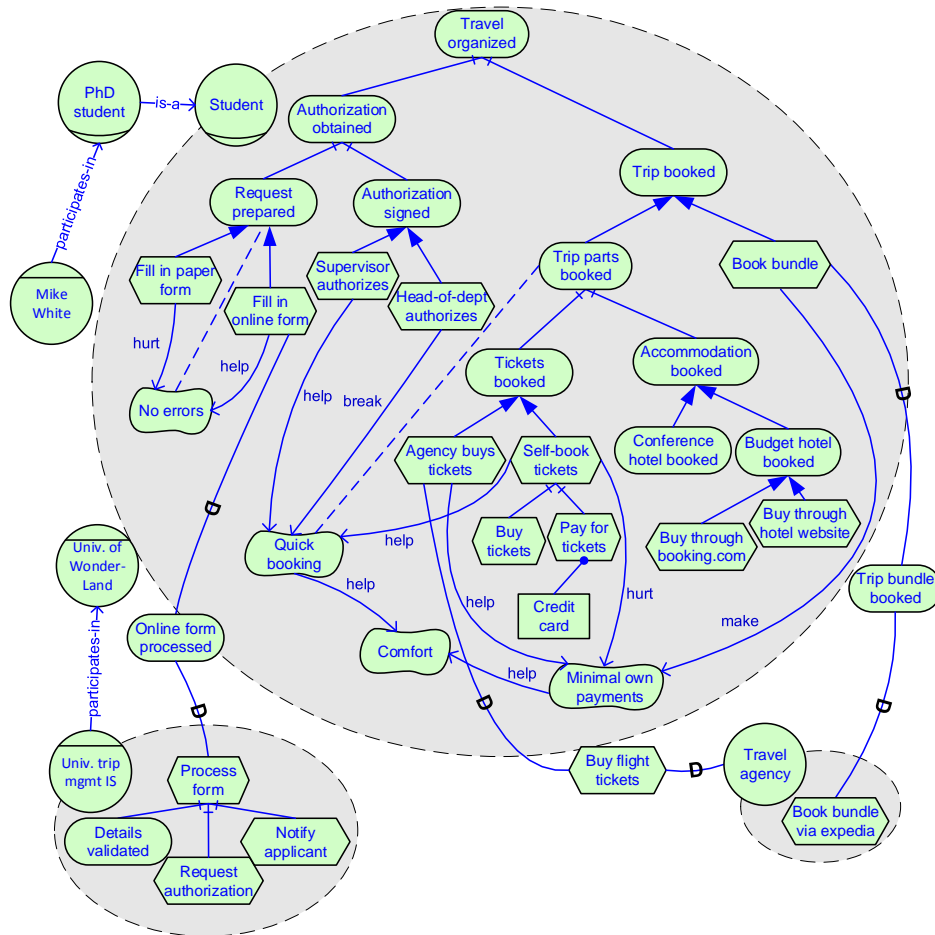 Travel
organized
PhD
student
is-a
Student
Authorization
obtained
participates-in
Trip booked
Request
prepared
Authorization
signed
Mike
White
Fill in paper
form
Fill in
online form
Supervisor
authorizes
Head-of-dept
authorizes
Trip parts
booked
Book bundle
hurt
help
No errors
help
break
Tickets
booked
Accommodation
booked
D
Agency buys
tickets
Self-book
tickets
Conference
hotel booked
Budget hotel
booked
D
Buy
tickets
Pay for
tickets
Buy through
booking.com
Buy through
hotel website
Quick
booking
help
Univ. of
Wonder-
Land
help
help
hurt
Credit
card
make
Trip bundle
booked
Online form
processed
Comfort
help
Minimal own
payments
participates-in
D
D
D
Univ. trip
mgmt IS
Process
form
Buy flight
tickets
D
Travel
agency
Details
validated
Notify
applicant
Request
authorization
Book bundle
via expedia